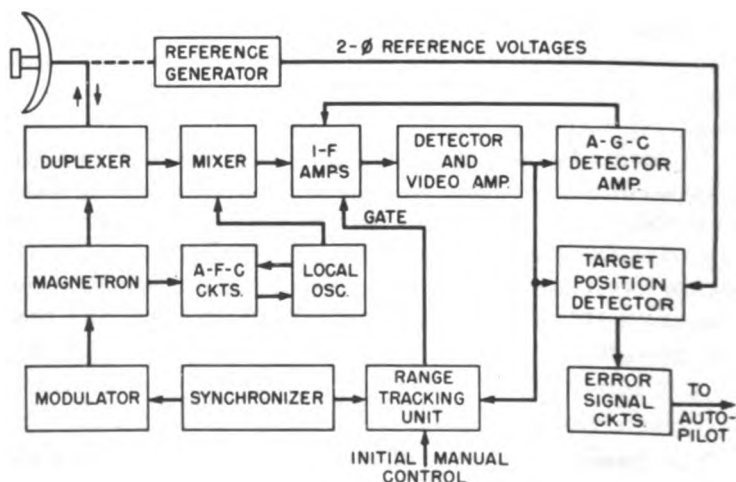 REFERENCE
GENERATOR
2-Ø REFERENCE VOLTAGES
DUPLEXER
MIXER
I-F
AMPS
DETECTOR
AND
VIDEO AMP.
A-G-C
DETECTOR
AMP.
GATE
MAGNETRON
A-F-C
CKTS.
LOCAL
OSC.
TARGET
POSITION
DETECTOR
MODULATOR
SYNCHRONIZER
RANGE
TRACKING
UNIT
ERROR
SIGNAL
CKTS.
TO
AUTO-
PILOT
INITIAL MANUAL
CONTROL